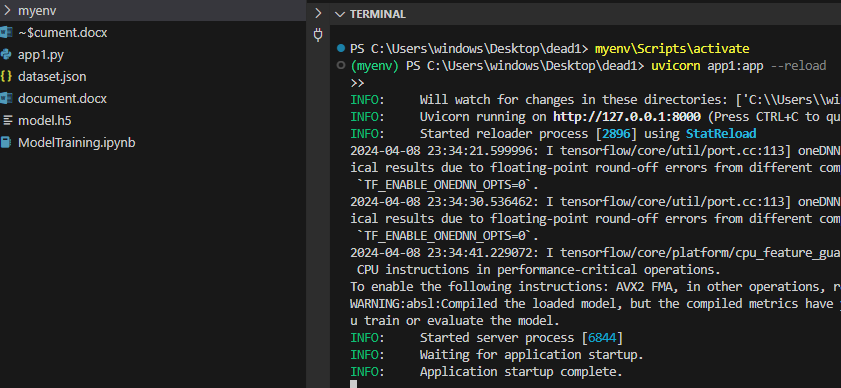 myenv
~$cument.docx
app1.py
dataset.json
document.docx
model.h5
ModelTraining.ipynb
TERMINAL
PS C:\Users\windows\Desktop\dead1> myenv\Scripts\activate
(myenv) PS C:\Users\windows\Desktop\dead1> uvicorn app1:app --reload
>>
INFO: Will watch for changes in these directories: ['C:\\Users\\wi
INFO: Uvicorn running on http://127.0.0.1:8000 (Press CTRL+C to qu
INFO: Started reloader process [2896] using StatReload
2024-04-08 23:34:21.599996: I tensorflow/core/util/port.cc:113] oneDNN
ical results due to floating-point round-off errors from different com
`TF_ENABLE_ONEDNN_OPTS=0`.
2024-04-08 23:34:30.536462: I tensorflow/core/util/port.cc:113] oneDNN
ical results due to floating-point round-off errors from different com
`TF_ENABLE_ONEDNN_OPTS=0`.
2024-04-08 23:34:41.229072: I tensorflow/core/platform/cpu_feature_gua
CPU instructions in performance-critical operations.
To enable the following instructions: AVX2 FMA, in other operations, r
WARNING:absl:Compiled the loaded model, but the compiled metrics have
u train or evaluate the model.
INFO: Started server process [6844]
INFO: Waiting for application startup.
INFO: Application startup complete.